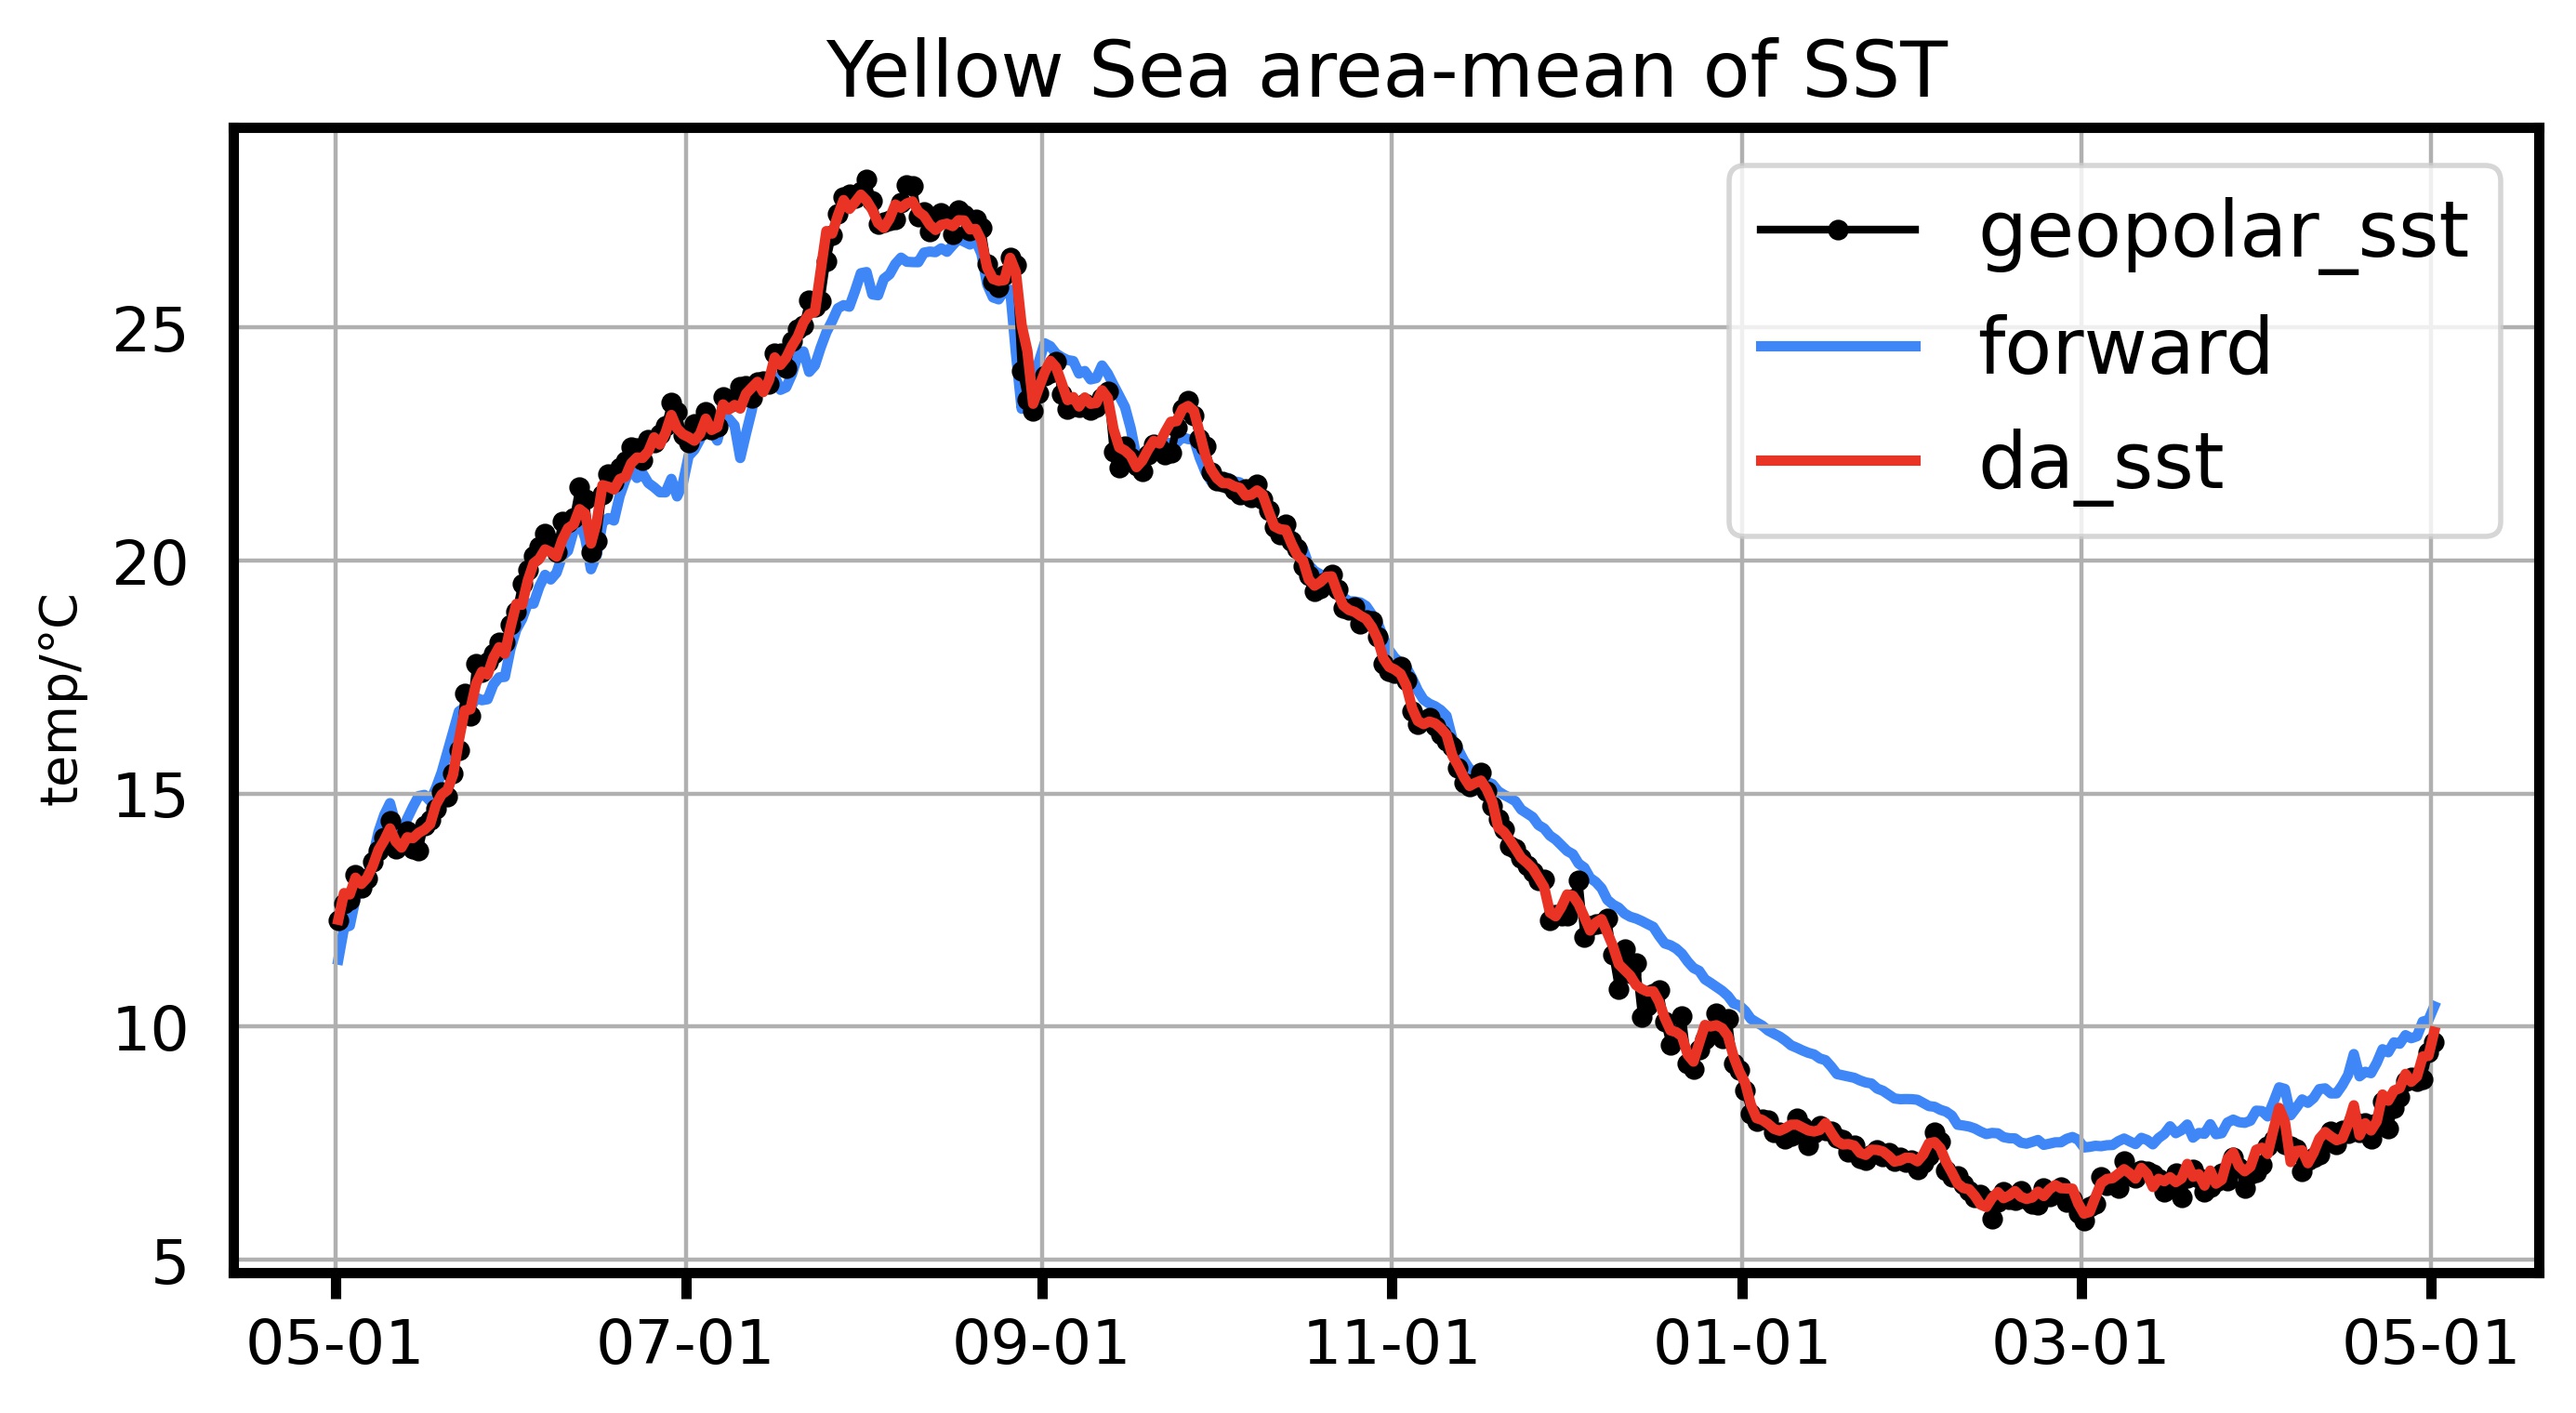 Yellow Sea area-mean of SST
geopolar_sst
forward
da_sst
temp/°C
25
20
15
10
5
05-01 07-01 09-01 11-01 01-01 03-01 05-01